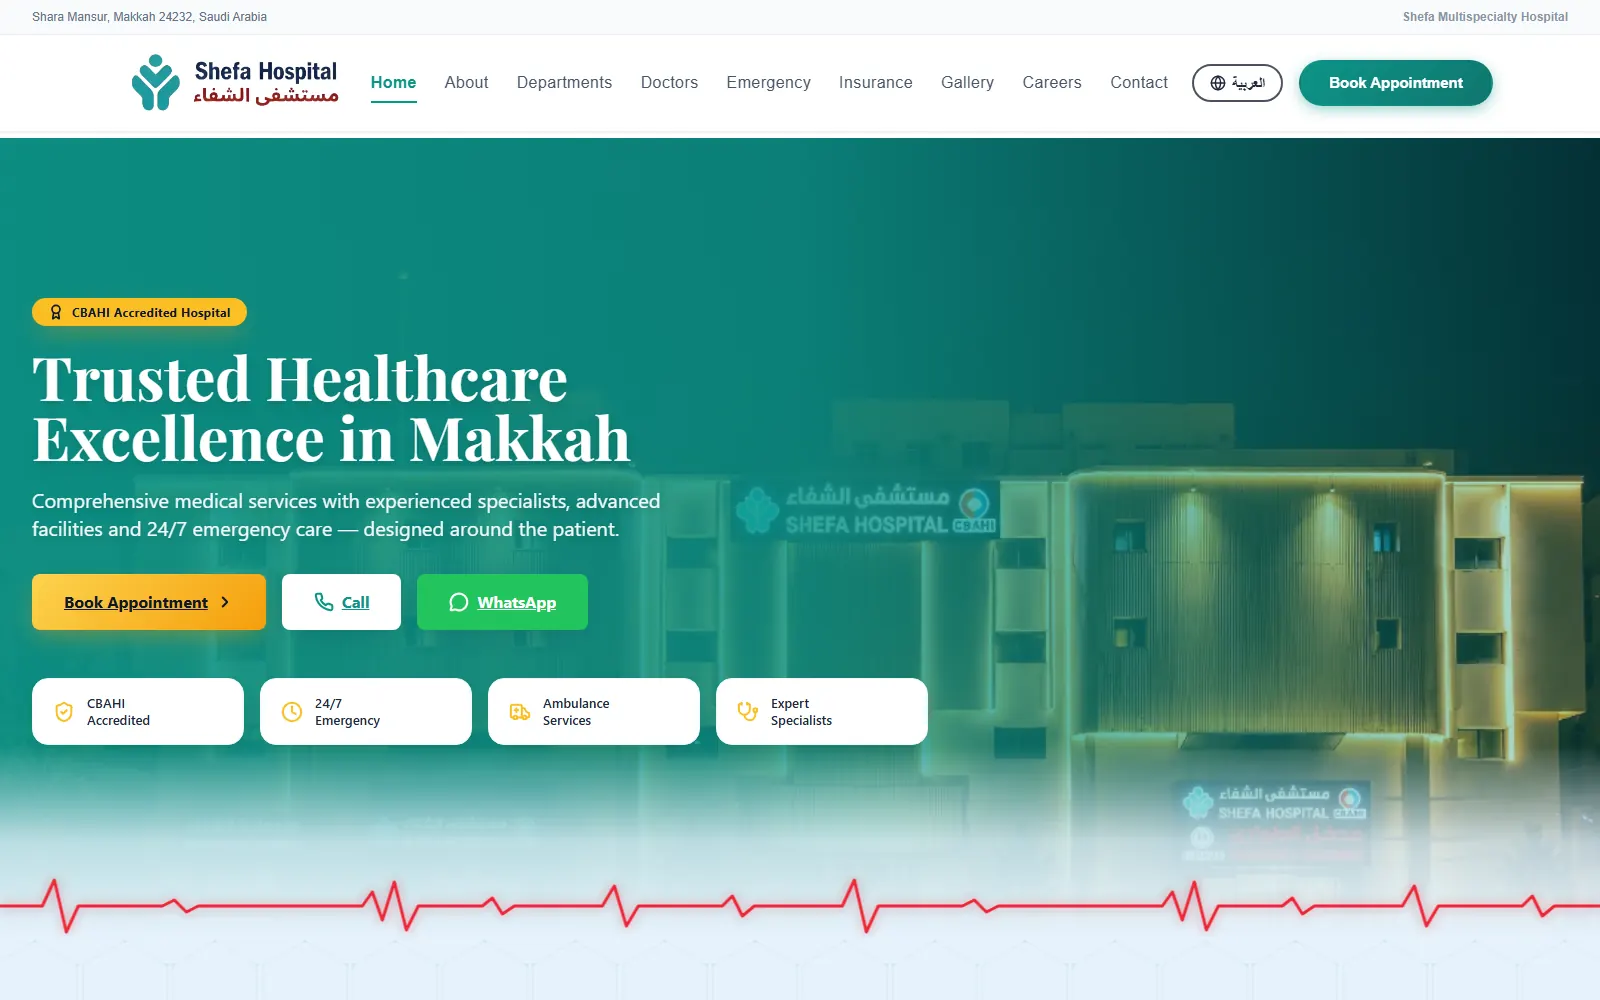 Shara Mansur, Makkah 24232, Saudi Arabia
Shefa Multispecialty Hospital
Shefa Hospital
مستشفى الشفاء
Home
About
Departments
Doctors
Emergency
Insurance
Gallery
Careers
Contact
العربية
Book Appointment
CBAHI Accredited Hospital
Trusted Healthcare
Excellence in Makkah
Comprehensive medical services with experienced specialists, advanced
facilities and 24/7 emergency care — designed around the patient.
Book Appointment
Call
WhatsApp
CBAHI
Accredited
24/7
Emergency
Ambulance
Services
Expert
Specialists
مستشفى الشفاء
SHEFA HOSPITAL
CBAHI
مستشفى الشفاء
SHEFA HOSPITAL
CBAHI